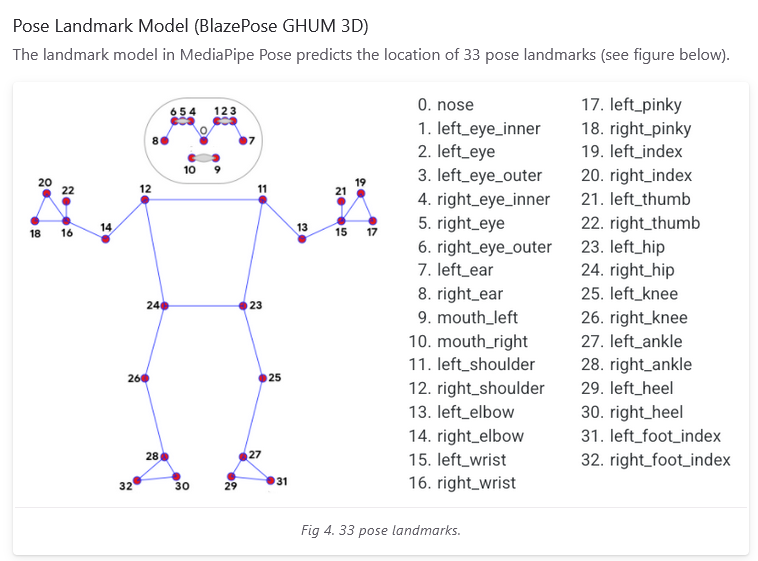 Pose Landmark Model (BlazePose GHUM 3D)
The landmark model in MediaPipe Pose predicts the location of 33 pose landmarks (see figure below).
6 5 4 1 2 3
0
8 7
10 9
20 22 12 11 21 19
18 16 14 13 15 17
24 23
26 25
28 27
32 30 29 31
0. nose
1. left_eye_inner
2. left_eye
3. left_eye_outer
4. right_eye_inner
5. right_eye
6. right_eye_outer
7. left_ear
8. right_ear
9. mouth_left
10. mouth_right
11. left_shoulder
12. right_shoulder
13. left_elbow
14. right_elbow
15. left_wrist
16. right_wrist
17. left_pinky
18. right_pinky
19. left_index
20. right_index
21. left_thumb
22. right_thumb
23. left_hip
24. right_hip
25. left_knee
26. right_knee
27. left_ankle
28. right_ankle
29. left_heel
30. right_heel
31. left_foot_index
32. right_foot_index
Fig 4. 33 pose landmarks.